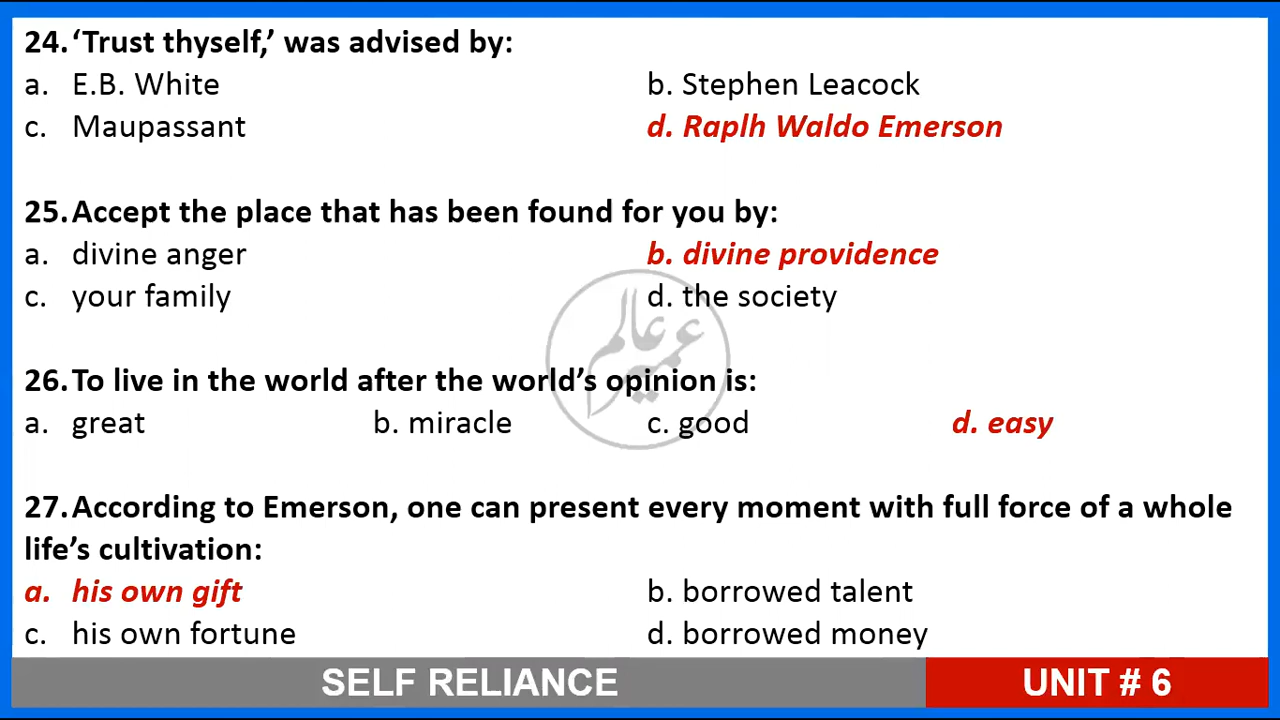 24. ‘Trust thyself,’ was advised by:
a. E.B. White b. Stephen Leacock
c. Maupassant d. Raplh Waldo Emerson
25. Accept the place that has been found for you by:
a. divine anger b. divine providence
c. your family d. the society
26. To live in the world after the world’s opinion is:
a. great b. miracle c. good d. easy
عمیر عالم
27. According to Emerson, one can present every moment with full force of a whole
life’s cultivation:
a. his own gift b. borrowed talent
c. his own fortune d. borrowed money
SELF RELIANCE UNIT # 6